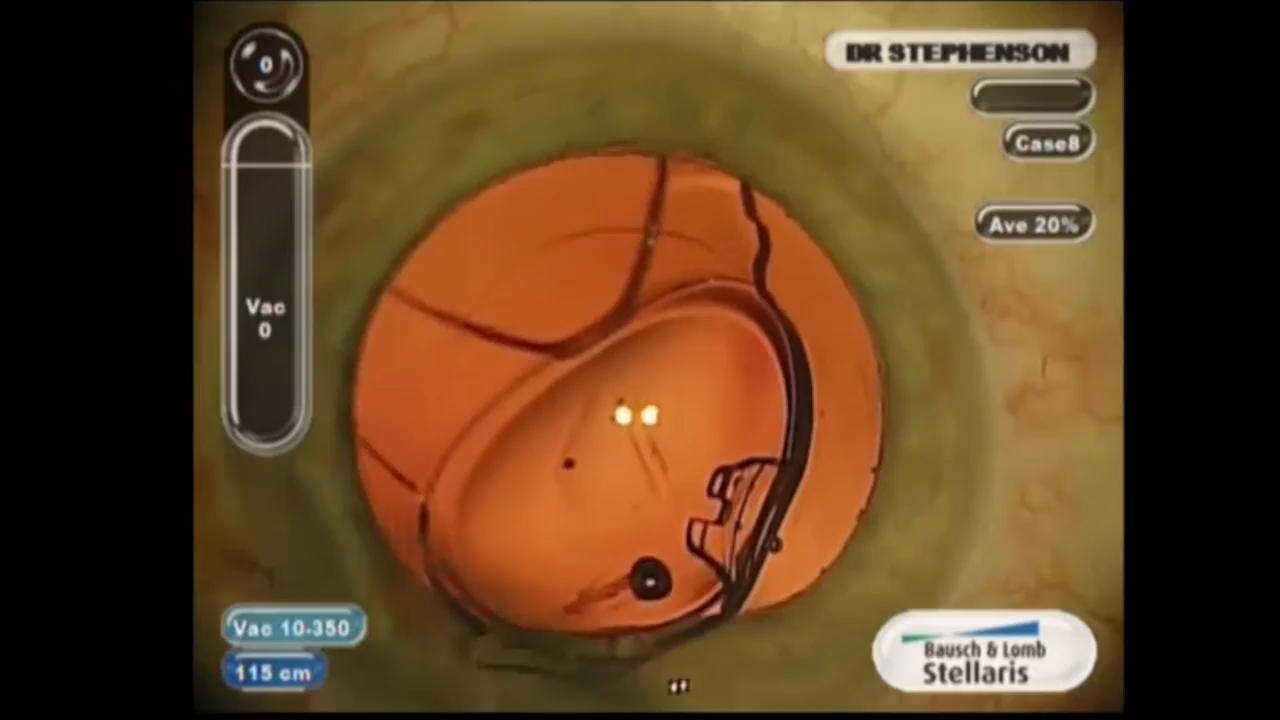 0
DR STEPHENSON
Case8
Ave 20%
Vac
0
Vac 10-350
115 cm
Bausch & Lomb
Stellaris